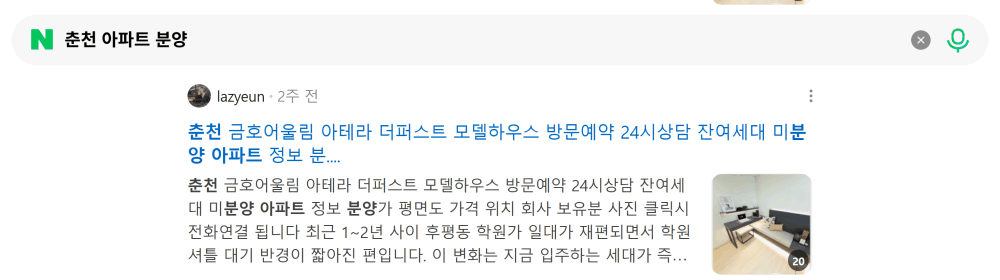 N 춘천 아파트 분양
lazyeun · 2주 전
춘천 금호어울림 아테라 더퍼스트 모델하우스 방문예약 24시상담 잔여세대 미분
양 아파트 정보 분....
춘천 금호어울림 아테라 더퍼스트 모델하우스 방문예약 24시상담 잔여세
대 미분양 아파트 정보 분양가 평면도 가격 위치 회사 보유분 사진 클릭시
전화연결 됩니다 최근 1~2년 사이 후평동 학원가 일대가 재편되면서 학원
셔틀 대기 반경이 짧아진 편입니다. 이 변화는 지금 입주하는 세대가 즉...
20